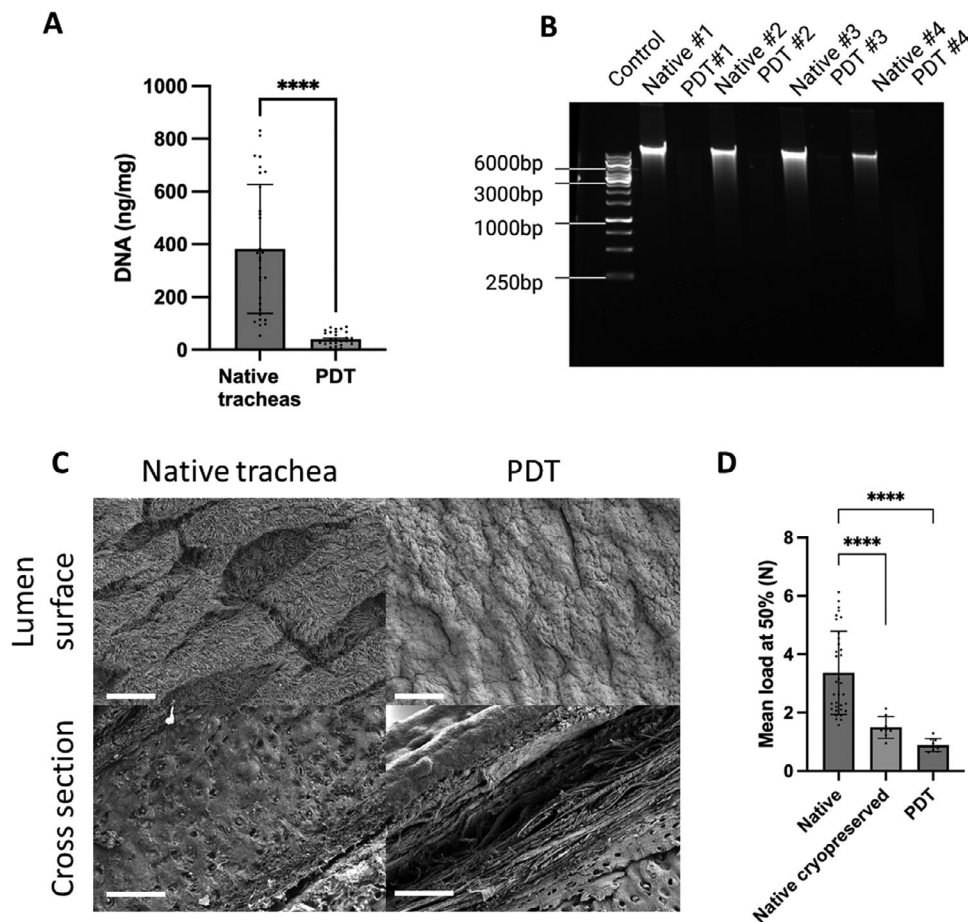 A
****
1000
800
600
400
200
0
DNA (ng/mg)
Native
tracheas
PDT
B
Control
Native #1
PDT#1
Native #2
PDT #2
Native #3
PDT #3
Native #4
PDT #4
6000bp
3000bp
1000bp
250bp
C
Native trachea
PDT
Lumen
surface
Cross section
D
****
****
8
6
4
2
0
Mean load at 50% (N)
Native
Native cryopreserved
PDT